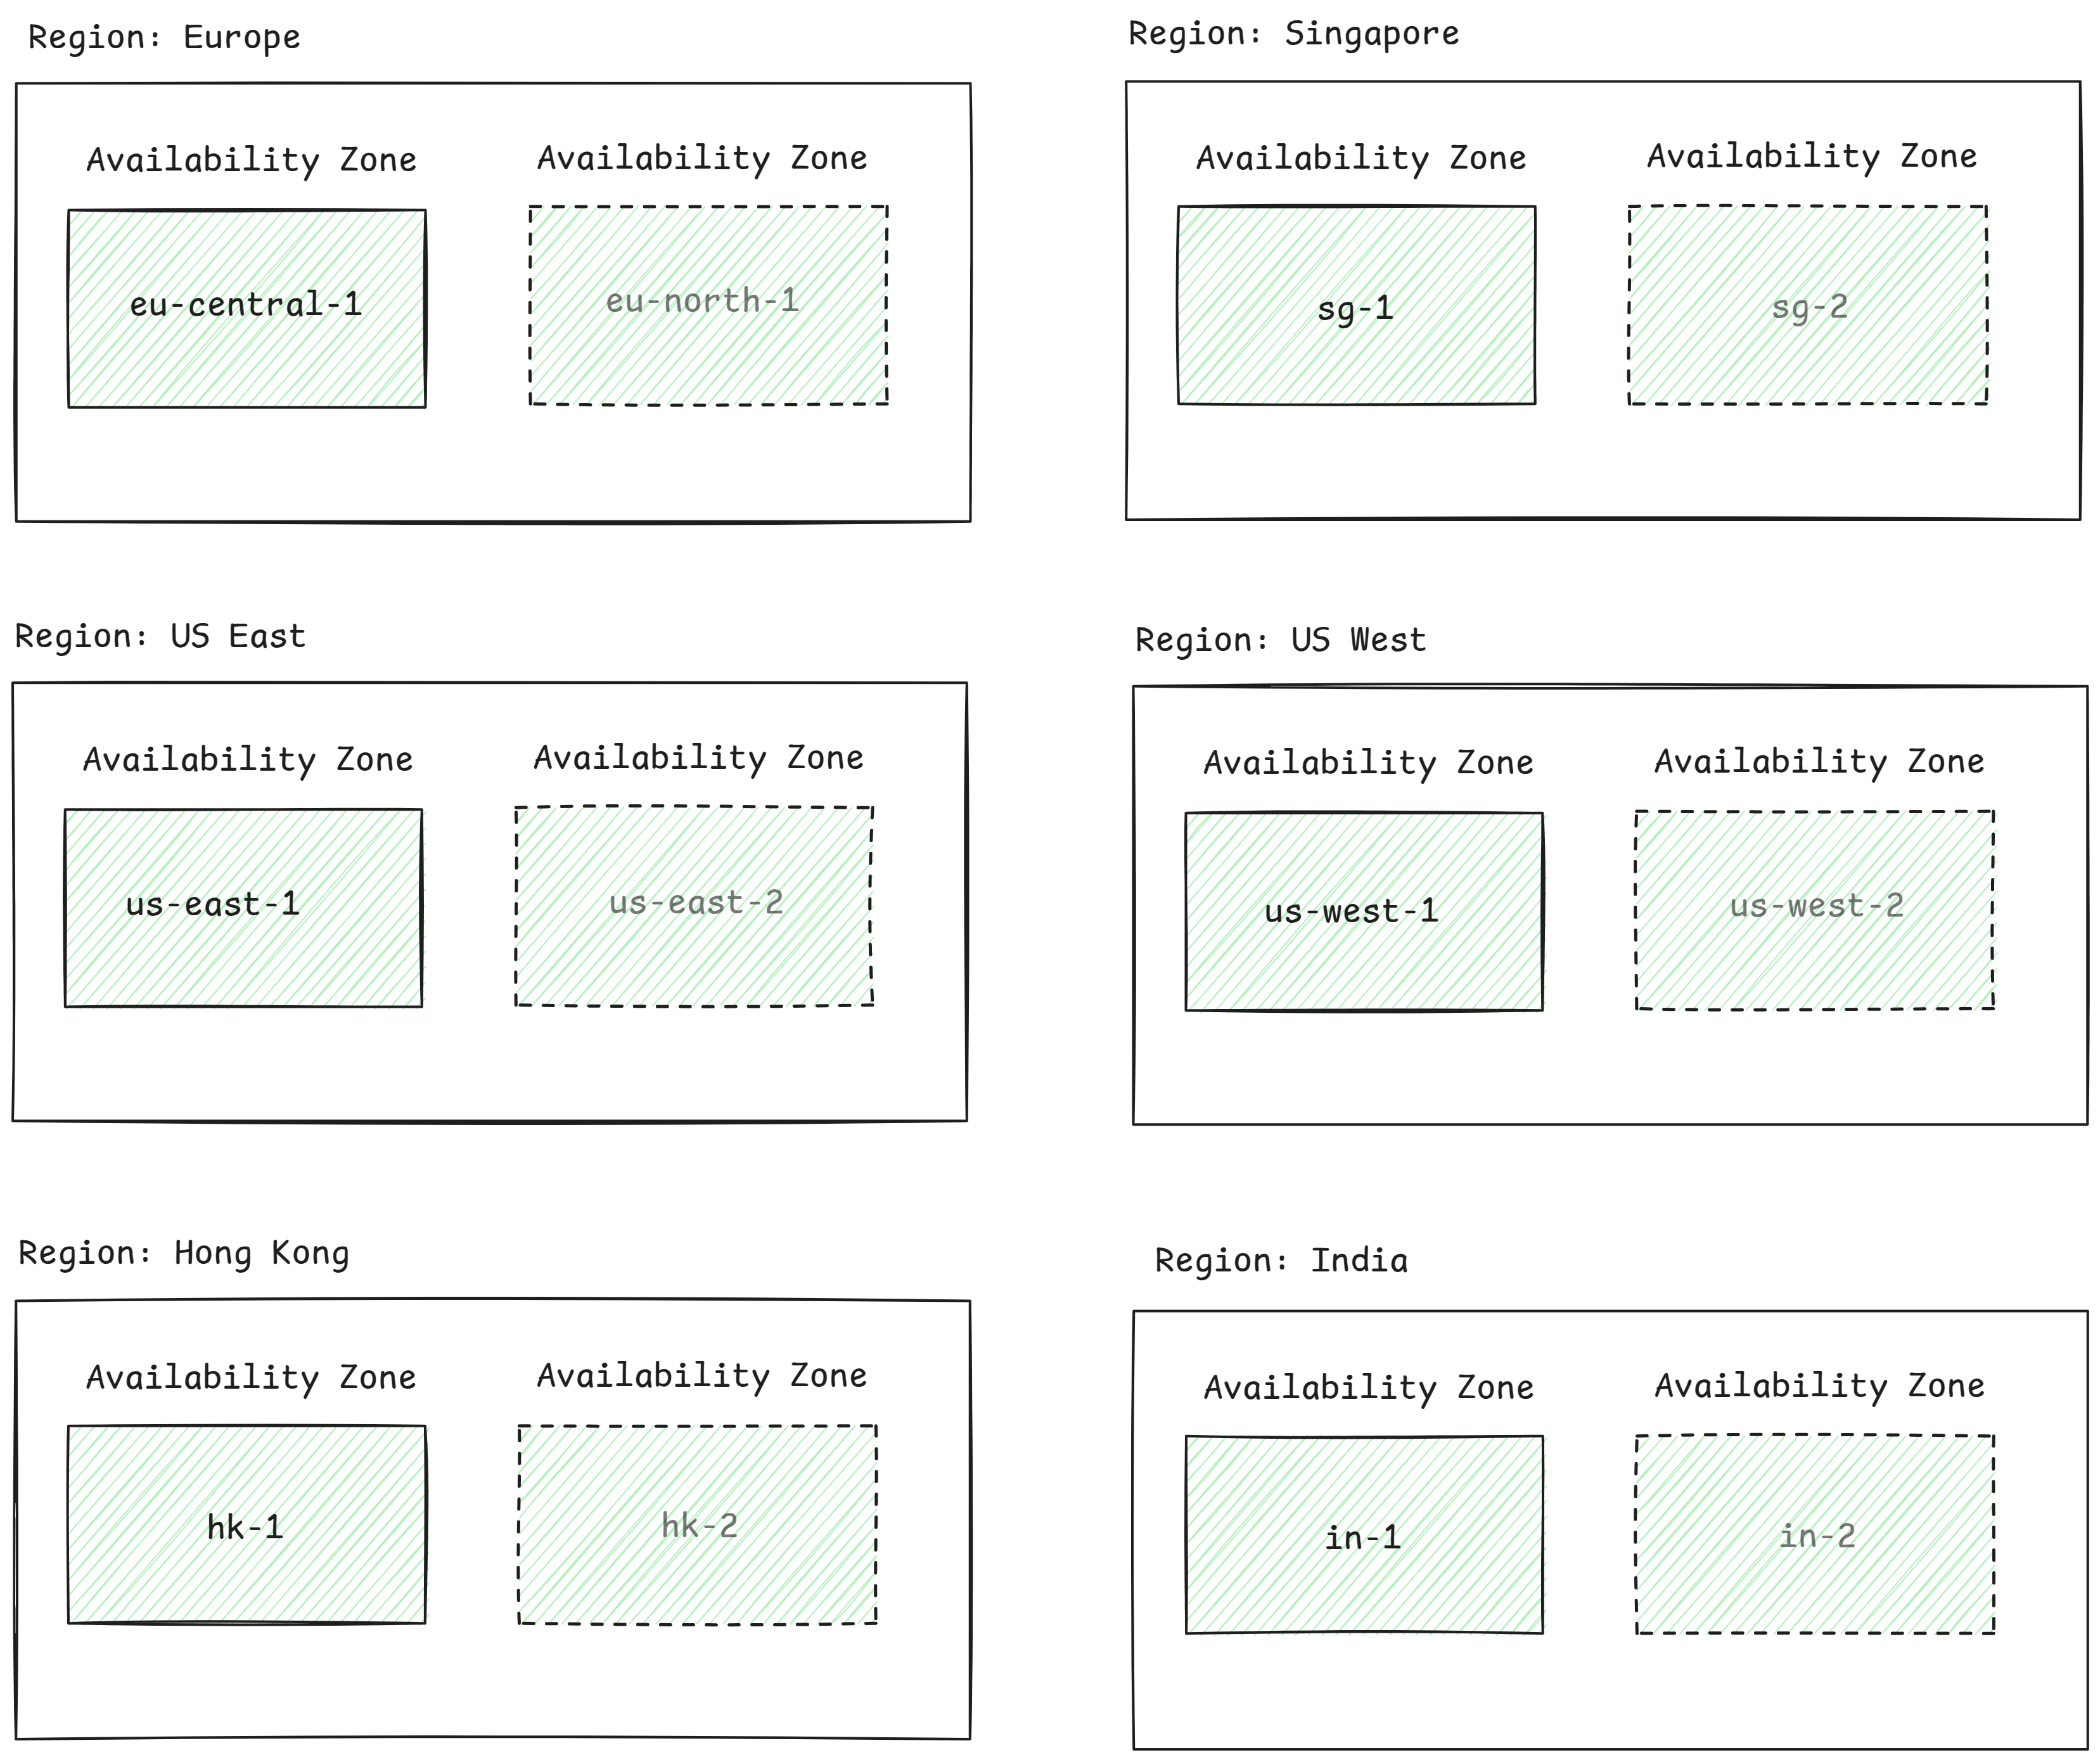 Region: Europe
Availability Zone
Availability Zone
eu-central-1
eu-north-1
Region: Singapore
Availability Zone
Availability Zone
sg-1
sg-2
Region: US East
Availability Zone
Availability Zone
us-east-1
us-east-2
Region: US West
Availability Zone
Availability Zone
us-west-1
us-west-2
Region: Hong Kong
Availability Zone
Availability Zone
hk-1
hk-2
Region: India
Availability Zone
Availability Zone
in-1
in-2